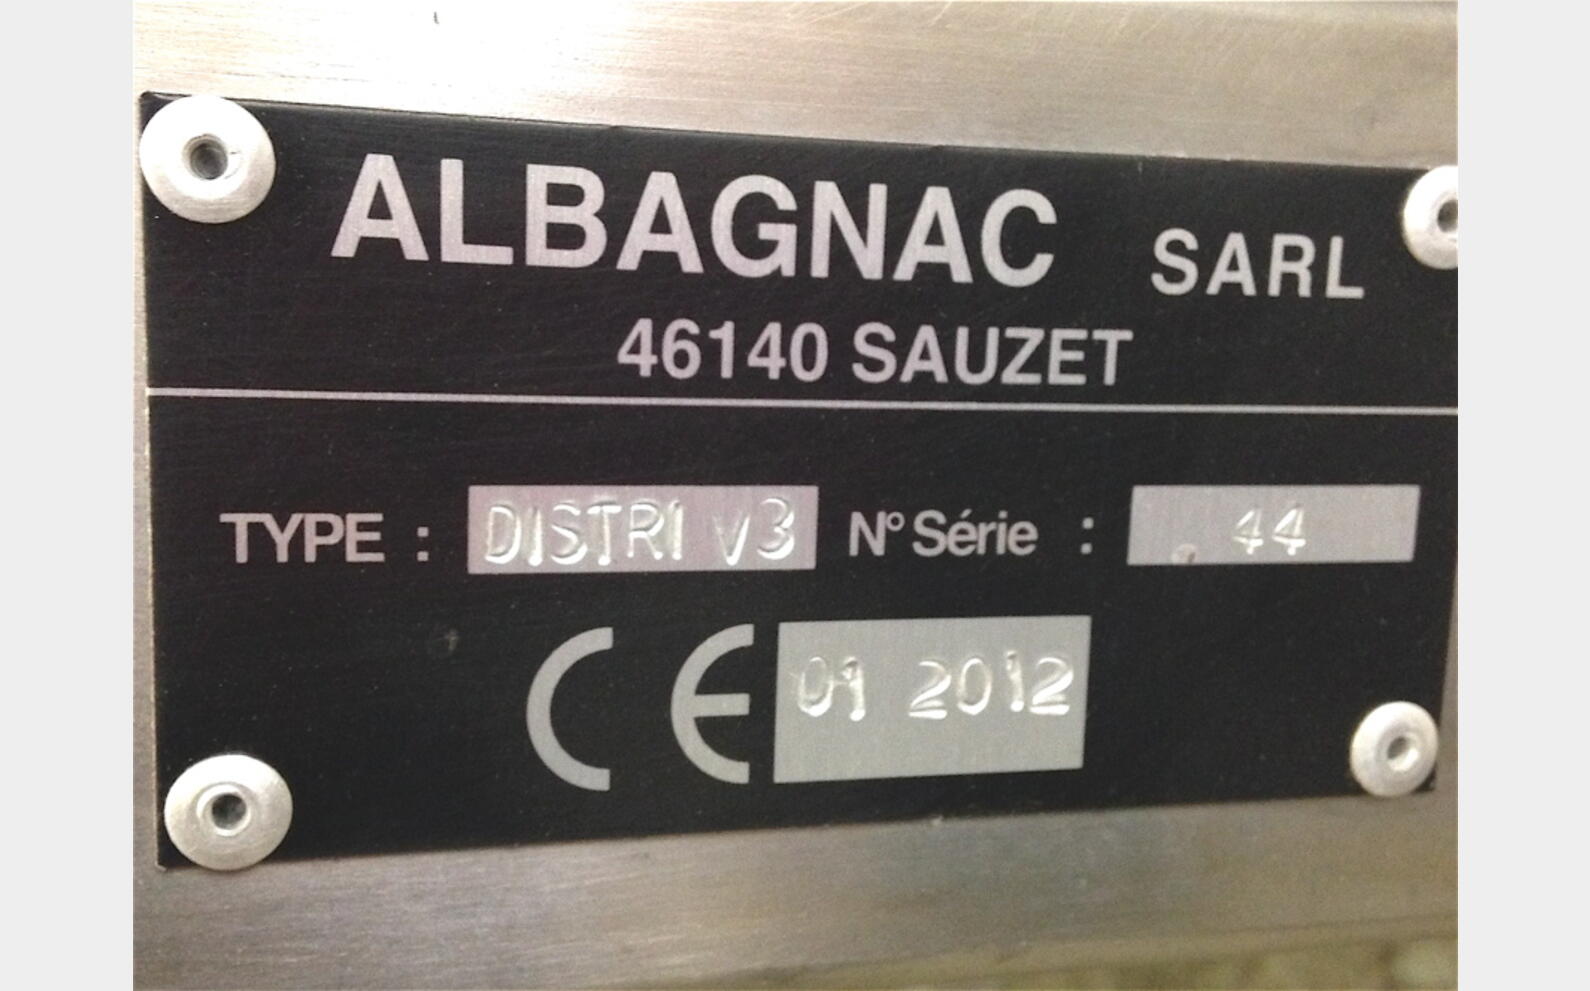 ALBAGNAC SARL
46140 SAUZET
TYPE : DISTRI V3 N° Série : 44
CE 01 2012